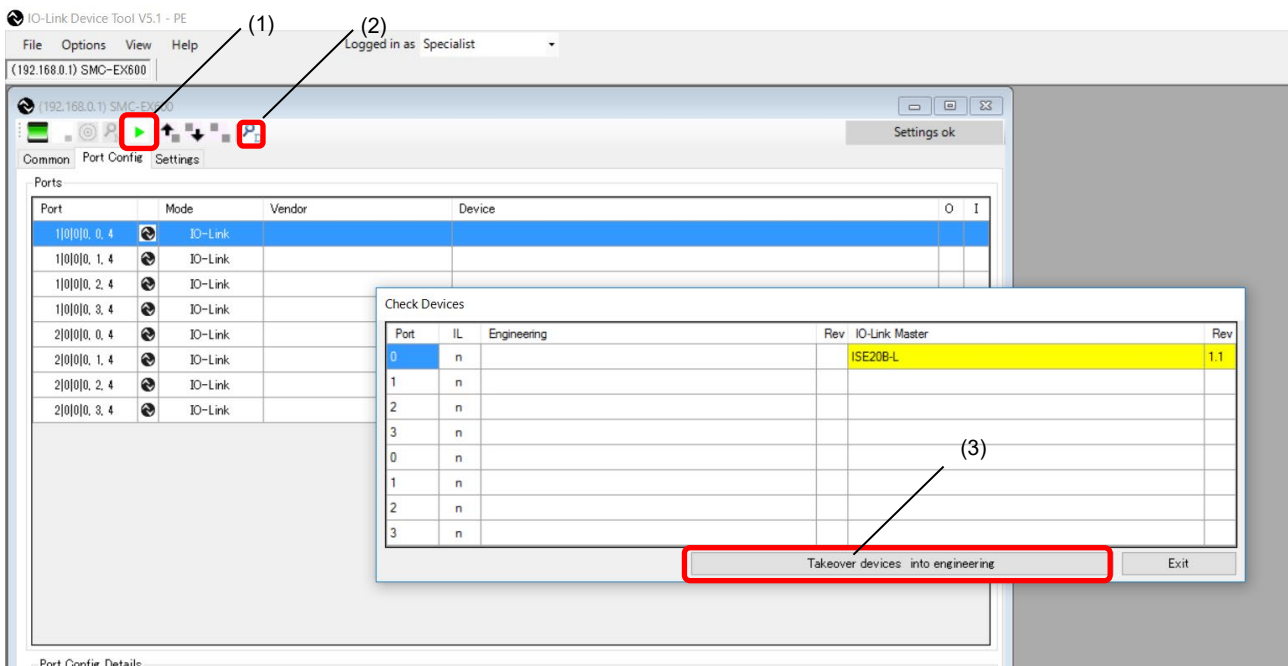 IO-Link Device Tool V5.1 - PE
(1)
(2)
File Options View Help Logged in as Specialist
(192.168.0.1) SMC-EX600
(192.168.0.1) SMC-EX600
Settings ok
Common Port Config Settings
Ports
Port Mode Vendor Device O I
1|0|0|0, 0, 4 IO-Link
1|0|0|0, 1, 4 IO-Link
1|0|0|0, 2, 4 IO-Link
1|0|0|0, 3, 4 IO-Link
2|0|0|0, 0, 4 IO-Link
2|0|0|0, 1, 4 IO-Link
2|0|0|0, 2, 4 IO-Link
2|0|0|0, 3, 4 IO-Link
Check Devices
Port IL Engineering Rev IO-Link Master Rev
0 n ISE20B-L 1.1
1 n
2 n
3 n
0 n
1 n
2 n
3 n
(3)
Takeover devices into engineering Exit
Port Config Details